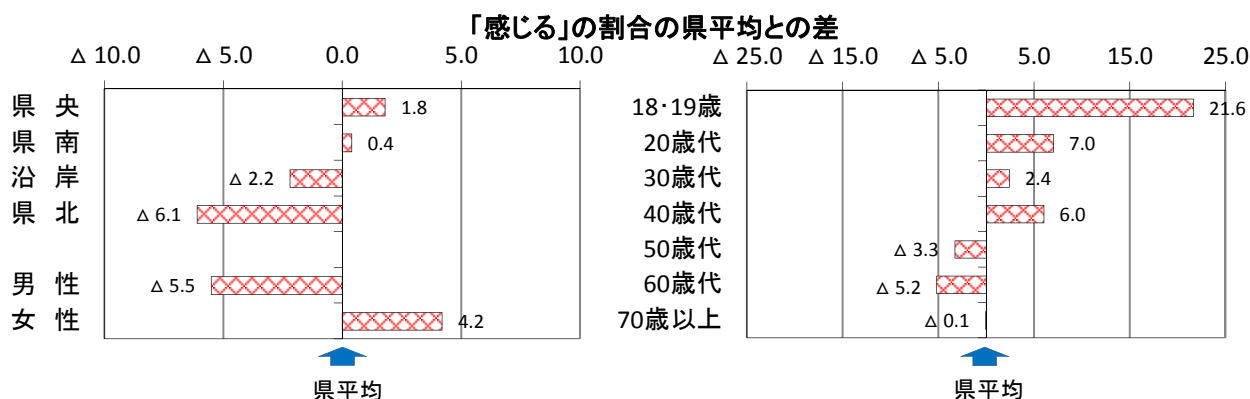 「感じる」の割合の県平均との差
△ 10.0 △ 5.0 0.0 5.0 10.0
県 央 1.8
県 南 0.4
沿 岸 △ 2.2
県 北 △ 6.1
男 性 △ 5.5
女 性 4.2
県平均
△ 25.0 △ 15.0 △ 5.0 5.0 15.0 25.0
18･19歳 21.6
20歳代 7.0
30歳代 2.4
40歳代 6.0
50歳代 △ 3.3
60歳代 △ 5.2
70歳以上 △ 0.1
県平均